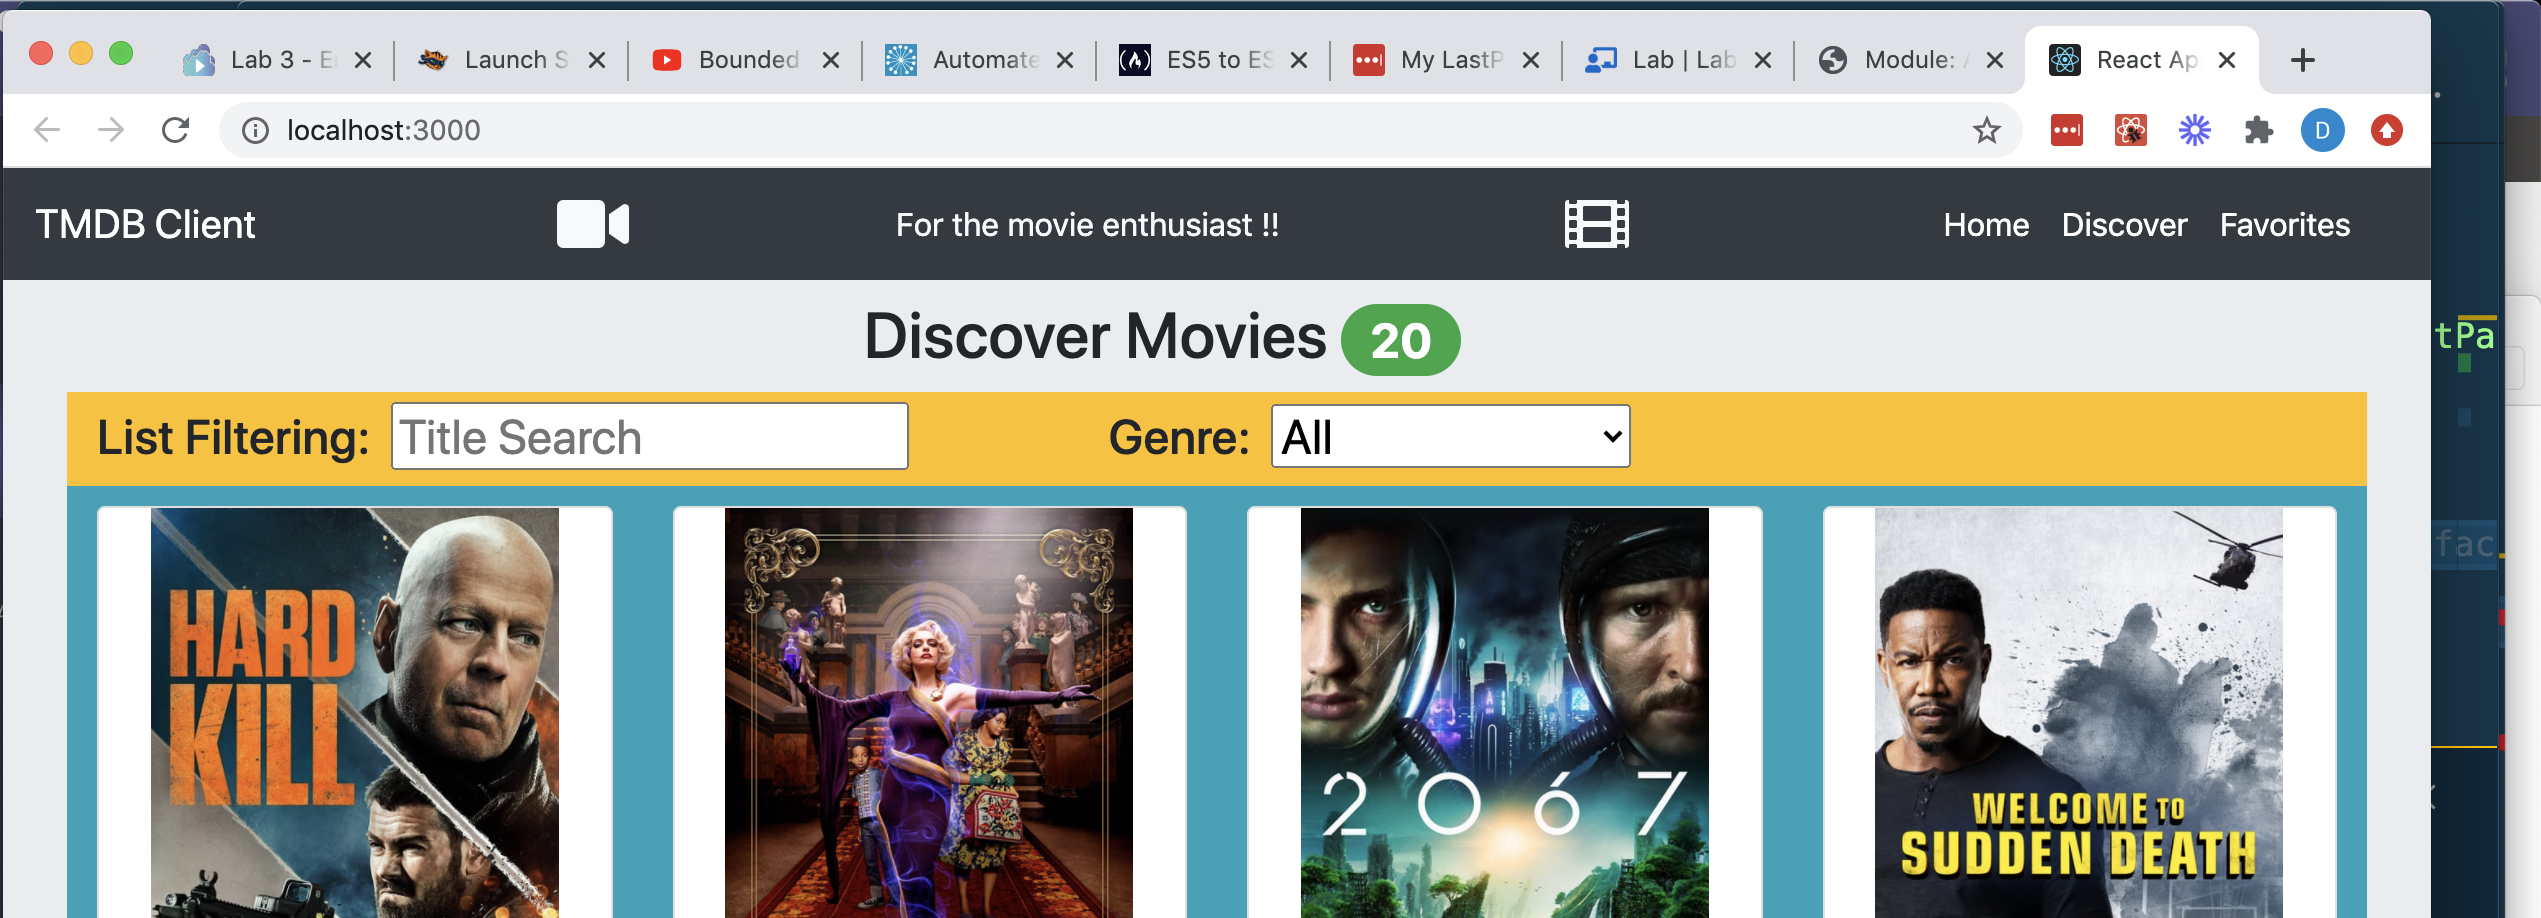 Lab 3 - E
Launch S
Bounded
Automate
ES5 to ES
My LastP
Lab | Lab
Module:
React Ap
localhost:3000
D
TMDB Client
For the movie enthusiast !!
Home
Discover
Favorites
Discover Movies 20
tPa
List Filtering:
Title Search
Genre:
All
fac
HARD
KILL
2067
WELCOME TO
SUDDEN DEATH